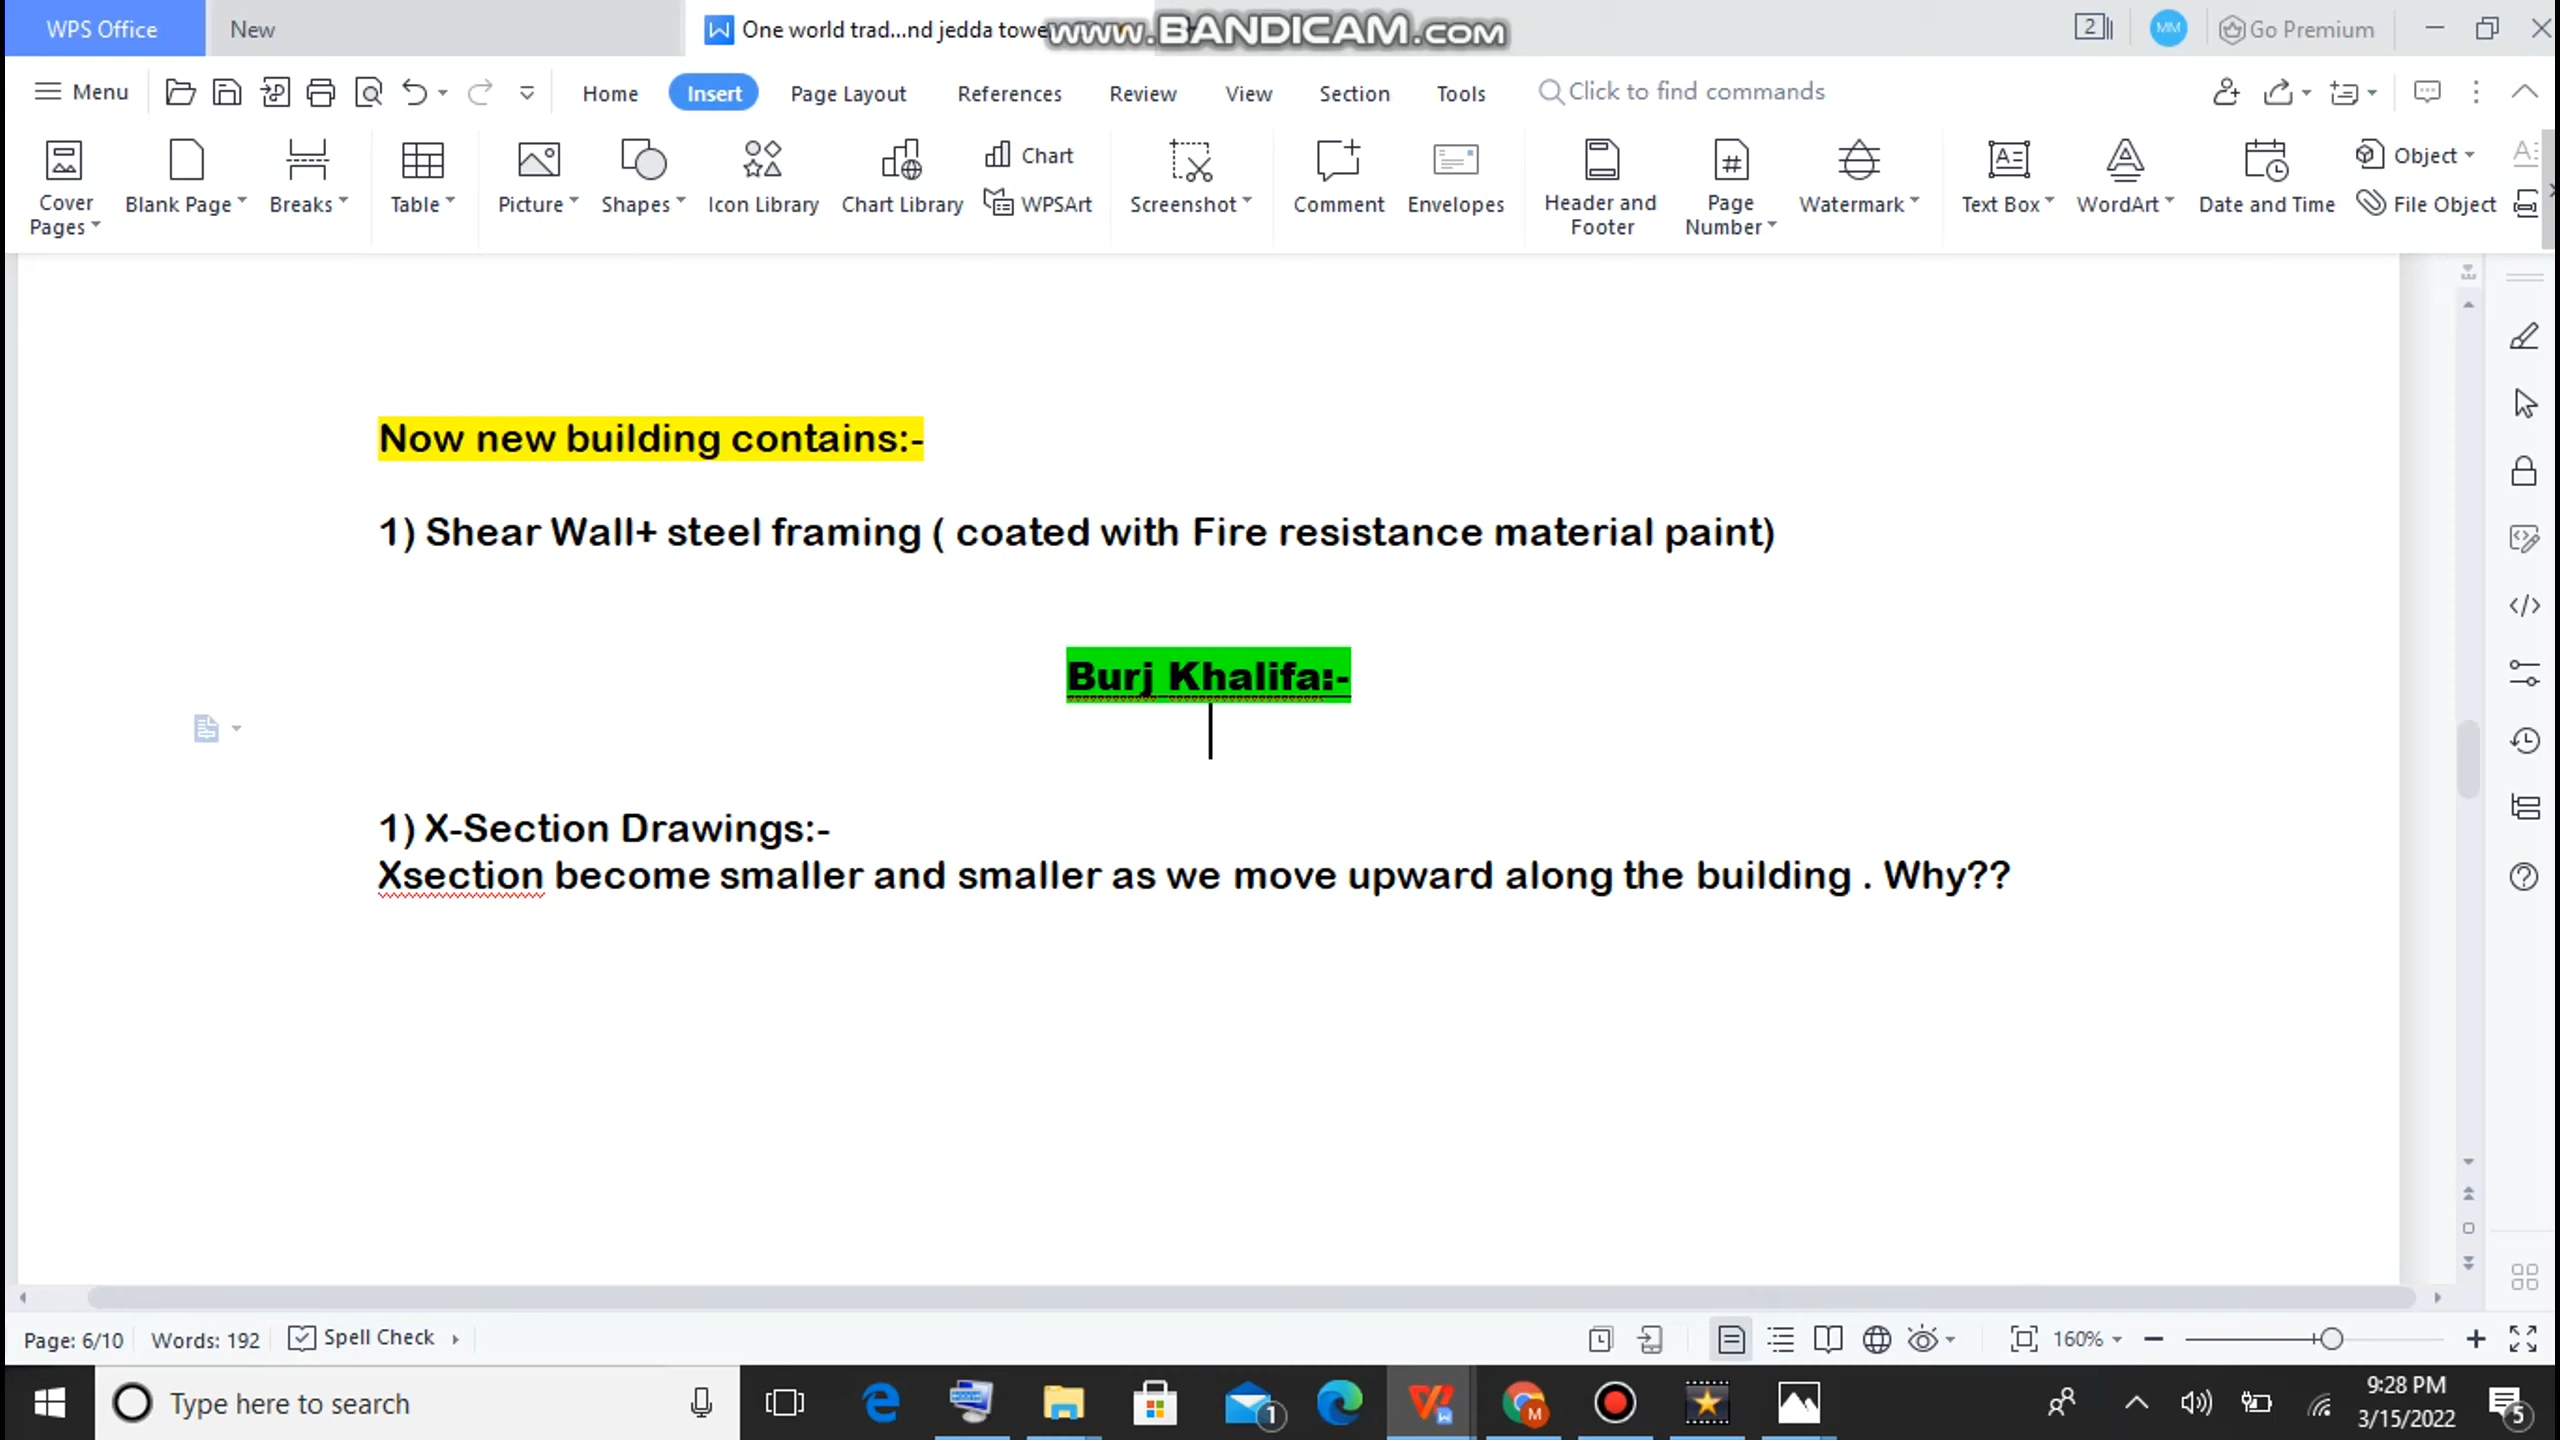 WPS Office
New
One world trad...nd jedda towe
www.BANDICAM.com
2
MM
Go Premium
Menu
Home
Insert
Page Layout
References
Review
View
Section
Tools
Click to find commands
Cover Pages
Blank Page
Breaks
Table
Picture
Shapes
Icon Library
Chart Library
Chart
WPSArt
Screenshot
Comment
Envelopes
Header and Footer
Page Number
Watermark
Text Box
WordArt
Date and Time
Object
File Object
Now new building contains:-
1) Shear Wall+ steel framing ( coated with Fire resistance material paint)
Burj Khalifa:-
1) X-Section Drawings:-
Xsection become smaller and smaller as we move upward along the building . Why??
Page: 6/10
Words: 192
Spell Check
160%
Type here to search
1
M
9:28 PM
3/15/2022
5